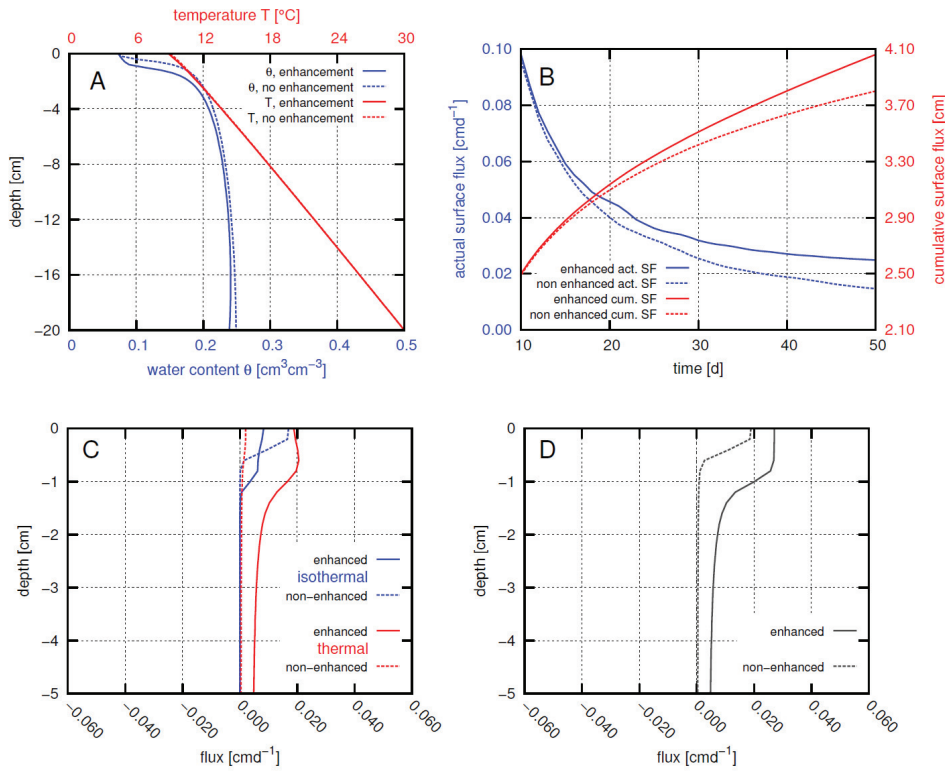 temperature T [°C]
0 6 12 18 24 30
A
0
−4
−8
−12
−16
−20
depth [cm]
θ, enhancement
θ, no enhancement
T, enhancement
T, no enhancement
0 0.1 0.2 0.3 0.4 0.5
water content θ [cm³cm⁻³]
B
0.10
0.08
0.06
0.04
0.02
0.00
actual surface flux [cmd⁻¹]
4.10
3.70
3.30
2.90
2.50
2.10
cumulative surface flux [cm]
enhanced act. SF
non enhanced act. SF
enhanced cum. SF
non enhanced cum. SF
10 20 30 40 50
time [d]
C
0
−1
−2
−3
−4
−5
depth [cm]
enhanced
isothermal
non−enhanced
enhanced
thermal
non−enhanced
−0.060 −0.040 −0.020 0.000 0.020 0.040 0.060
flux [cmd⁻¹]
D
0
−1
−2
−3
−4
−5
depth [cm]
enhanced
non−enhanced
−0.060 −0.040 −0.020 0.000 0.020 0.040 0.060
flux [cmd⁻¹]